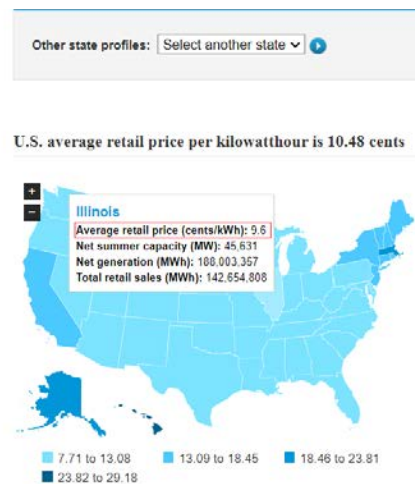 Other state profiles: Select another state
U.S. average retail price per kilowatthour is 10.48 cents
+
−
Illinois
Average retail price (cents/kWh): 9.6
Net summer capacity (MW): 45,631
Net generation (MWh): 188,003,357
Total retail sales (MWh): 142,654,808
7.71 to 13.08 13.09 to 18.45 18.46 to 23.81
23.82 to 29.18